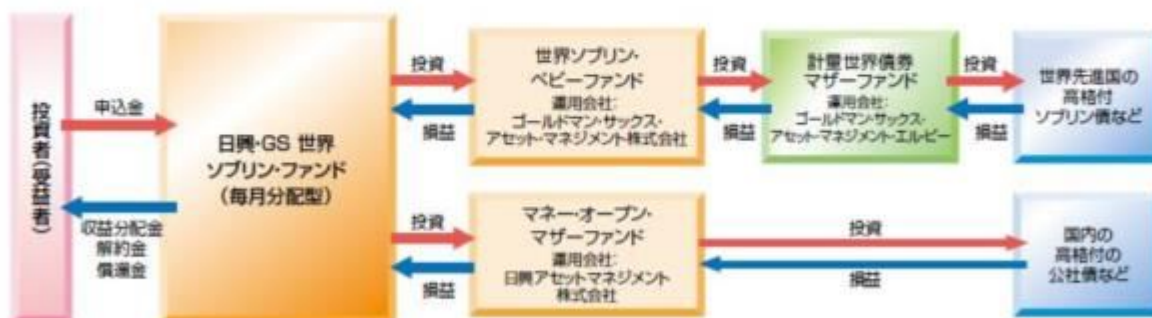 投資者(受益者)
申込金
収益分配金
解約金
償還金
日興・GS 世界
ソブリン・ファンド
(毎月分配型)
投資
損益
世界ソブリン・
ベビーファンド
運用会社:
ゴールドマン・サックス・
アセット・マネジメント株式会社
投資
損益
計量世界債券
マザーファンド
運用会社:
ゴールドマン・サックス・
アセット・マネジメント・エルピー
投資
損益
世界先進国の
高格付
ソブリン債など
投資
損益
マネー・オープン・
マザーファンド
運用会社:
日興アセットマネジメント
株式会社
投資
損益
国内の
高格付の
公社債など